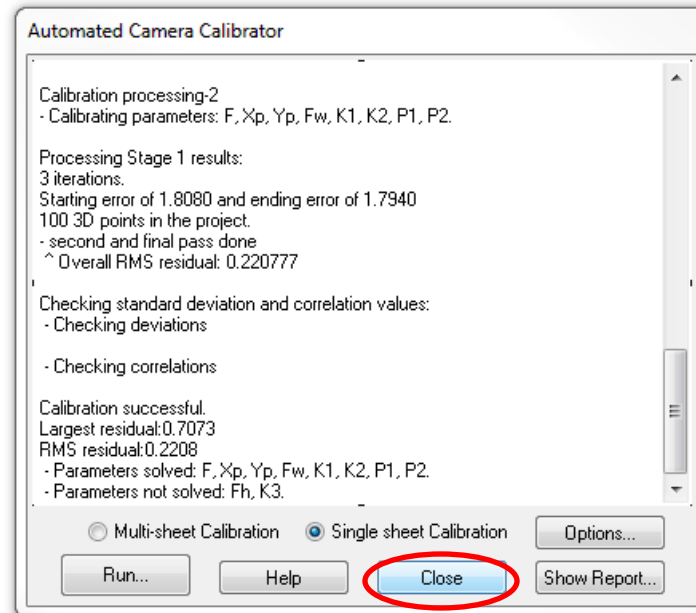 Automated Camera Calibrator
Calibration processing-2
- Calibrating parameters: F, Xp, Yp, Fw, K1, K2, P1, P2.
Processing Stage 1 results:
3 iterations.
Starting error of 1.8080 and ending error of 1.7940
100 3D points in the project.
- second and final pass done
^ Overall RMS residual: 0.220777
Checking standard deviation and correlation values:
- Checking deviations
- Checking correlations
Calibration successful.
Largest residual:0.7073
RMS residual:0.2208
- Parameters solved: F, Xp, Yp, Fw, K1, K2, P1, P2.
- Parameters not solved: Fh, K3.
Multi-sheet Calibration Single sheet Calibration Options...
Run... Help Close Show Report...